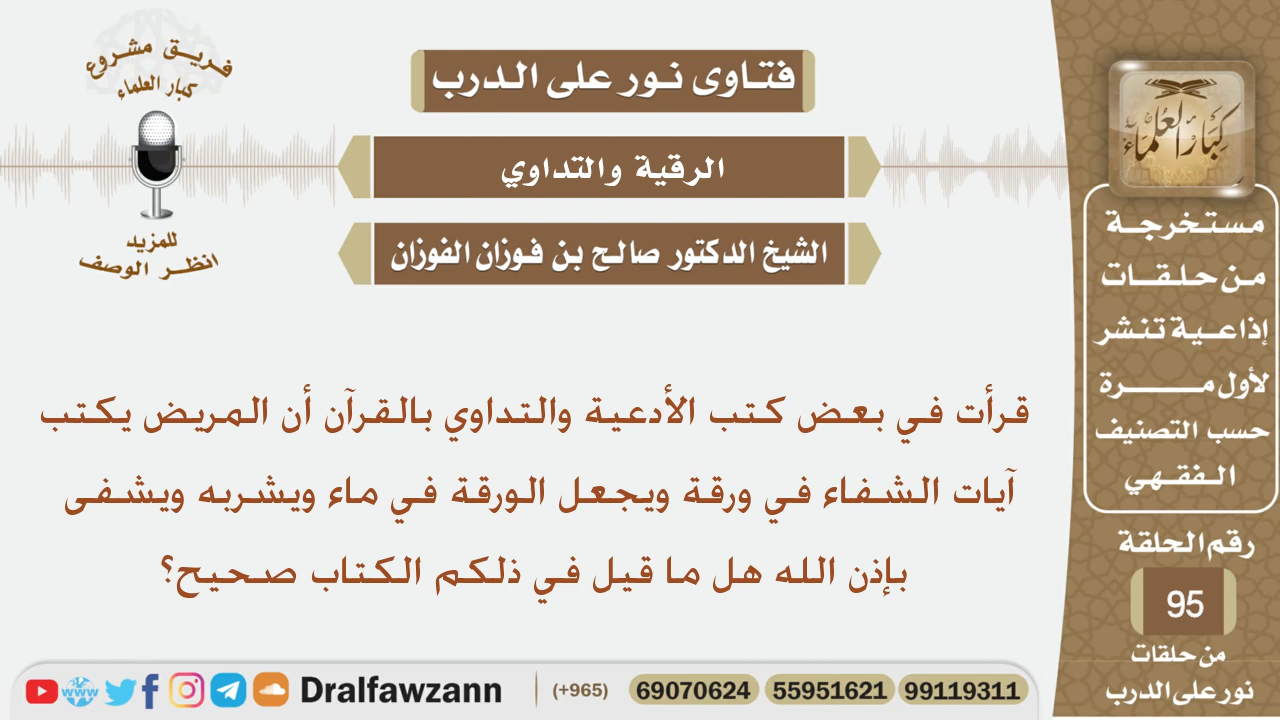 فريق مشروع
كبار العلماء
للمزيد
انظر الوصف
فتاوى نور على الدرب
الرقية والتداوي
الشيخ الدكتور صالح بن فوزان الفوزان
قرأت في بعض كتب الأدعية والتداوي بالقرآن أن المريض يكتب
آيات الشفاء في ورقة ويجعل الورقة في ماء ويشربه ويشفى
بإذن الله هل ما قيل في ذلكم الكتاب صحيح؟
كبار العلماء
مستخرجة
من حلقات
إذاعية تنشر
لأول مرة
حسب التصنيف
الفقهي
رقم الحلقة
95
من حلقات
نور على الدرب
www Dralfawzann (+965) 69070624 55951621 99119311